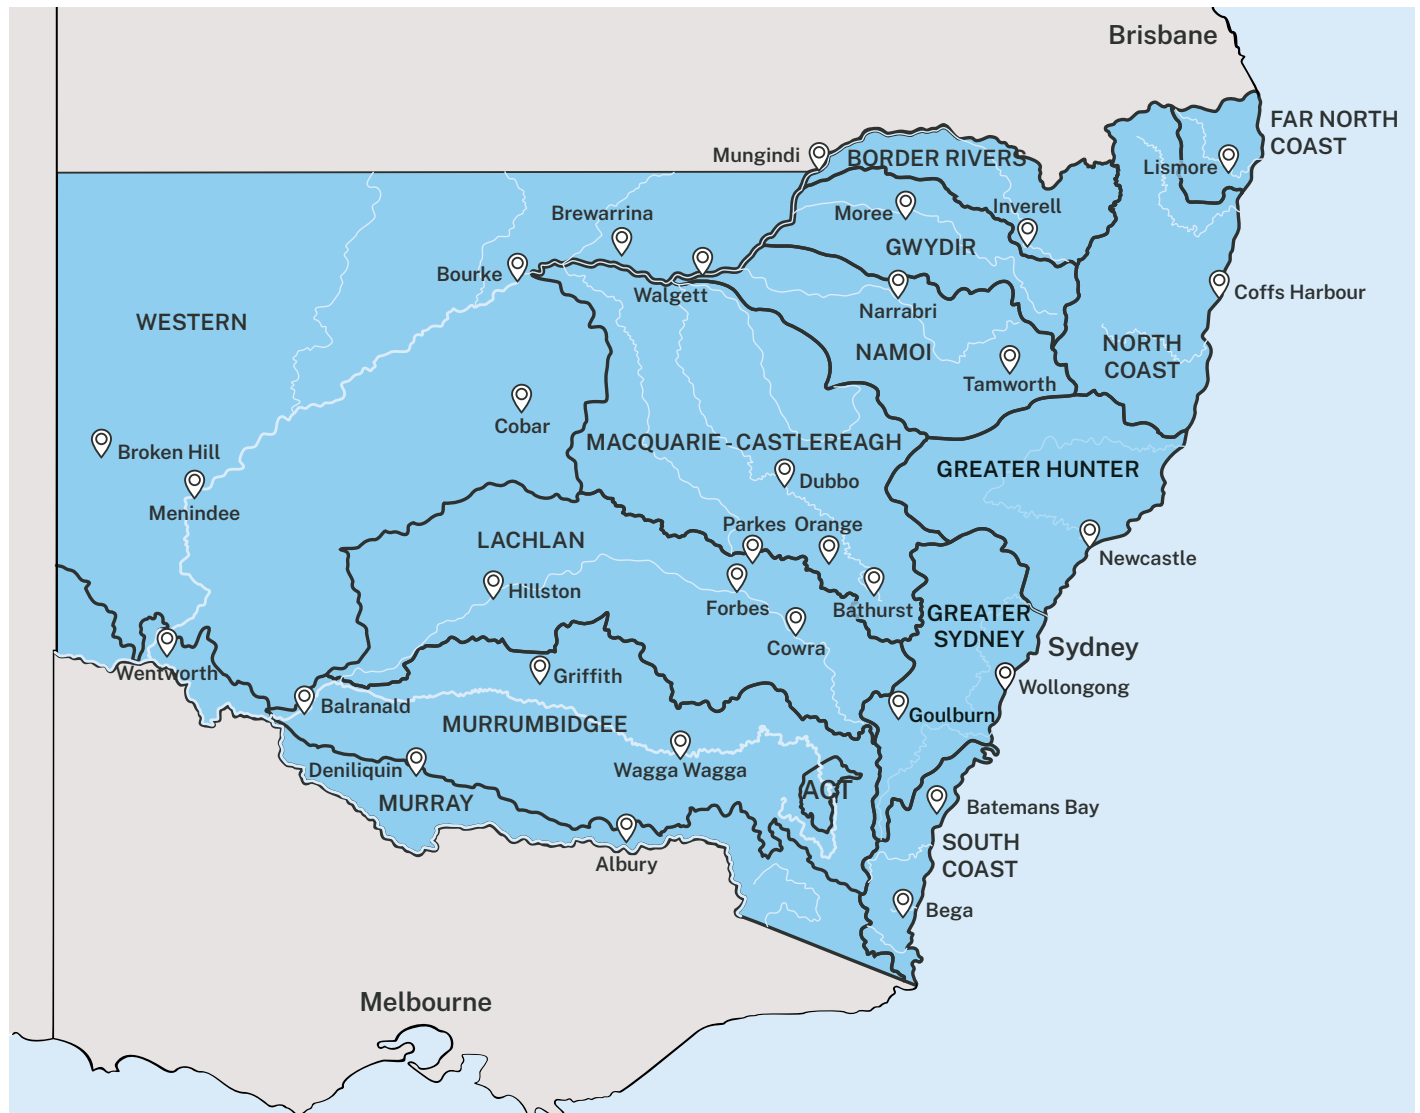 Brisbane
FAR NORTH
COAST
Mungindi
BORDER RIVERS
Lismore
Brewarrina
Moree
Inverell
GWYDIR
Bourke
Walgett
Narrabri
Coffs Harbour
WESTERN
NAMOI
NORTH
COAST
Tamworth
Cobar
Broken Hill
MACQUARIE - CASTLEREAGH
GREATER HUNTER
Menindee
Dubbo
LACHLAN
Parkes
Orange
Newcastle
Hillston
Forbes
Bathurst
GREATER
SYDNEY
Cowra
Sydney
Wentworth
Griffith
Wollongong
Balranald
MURRUMBIDGEE
Goulburn
Deniliquin
Wagga Wagga
MURRAY
ACT
Batemans Bay
Albury
SOUTH
COAST
Bega
Melbourne